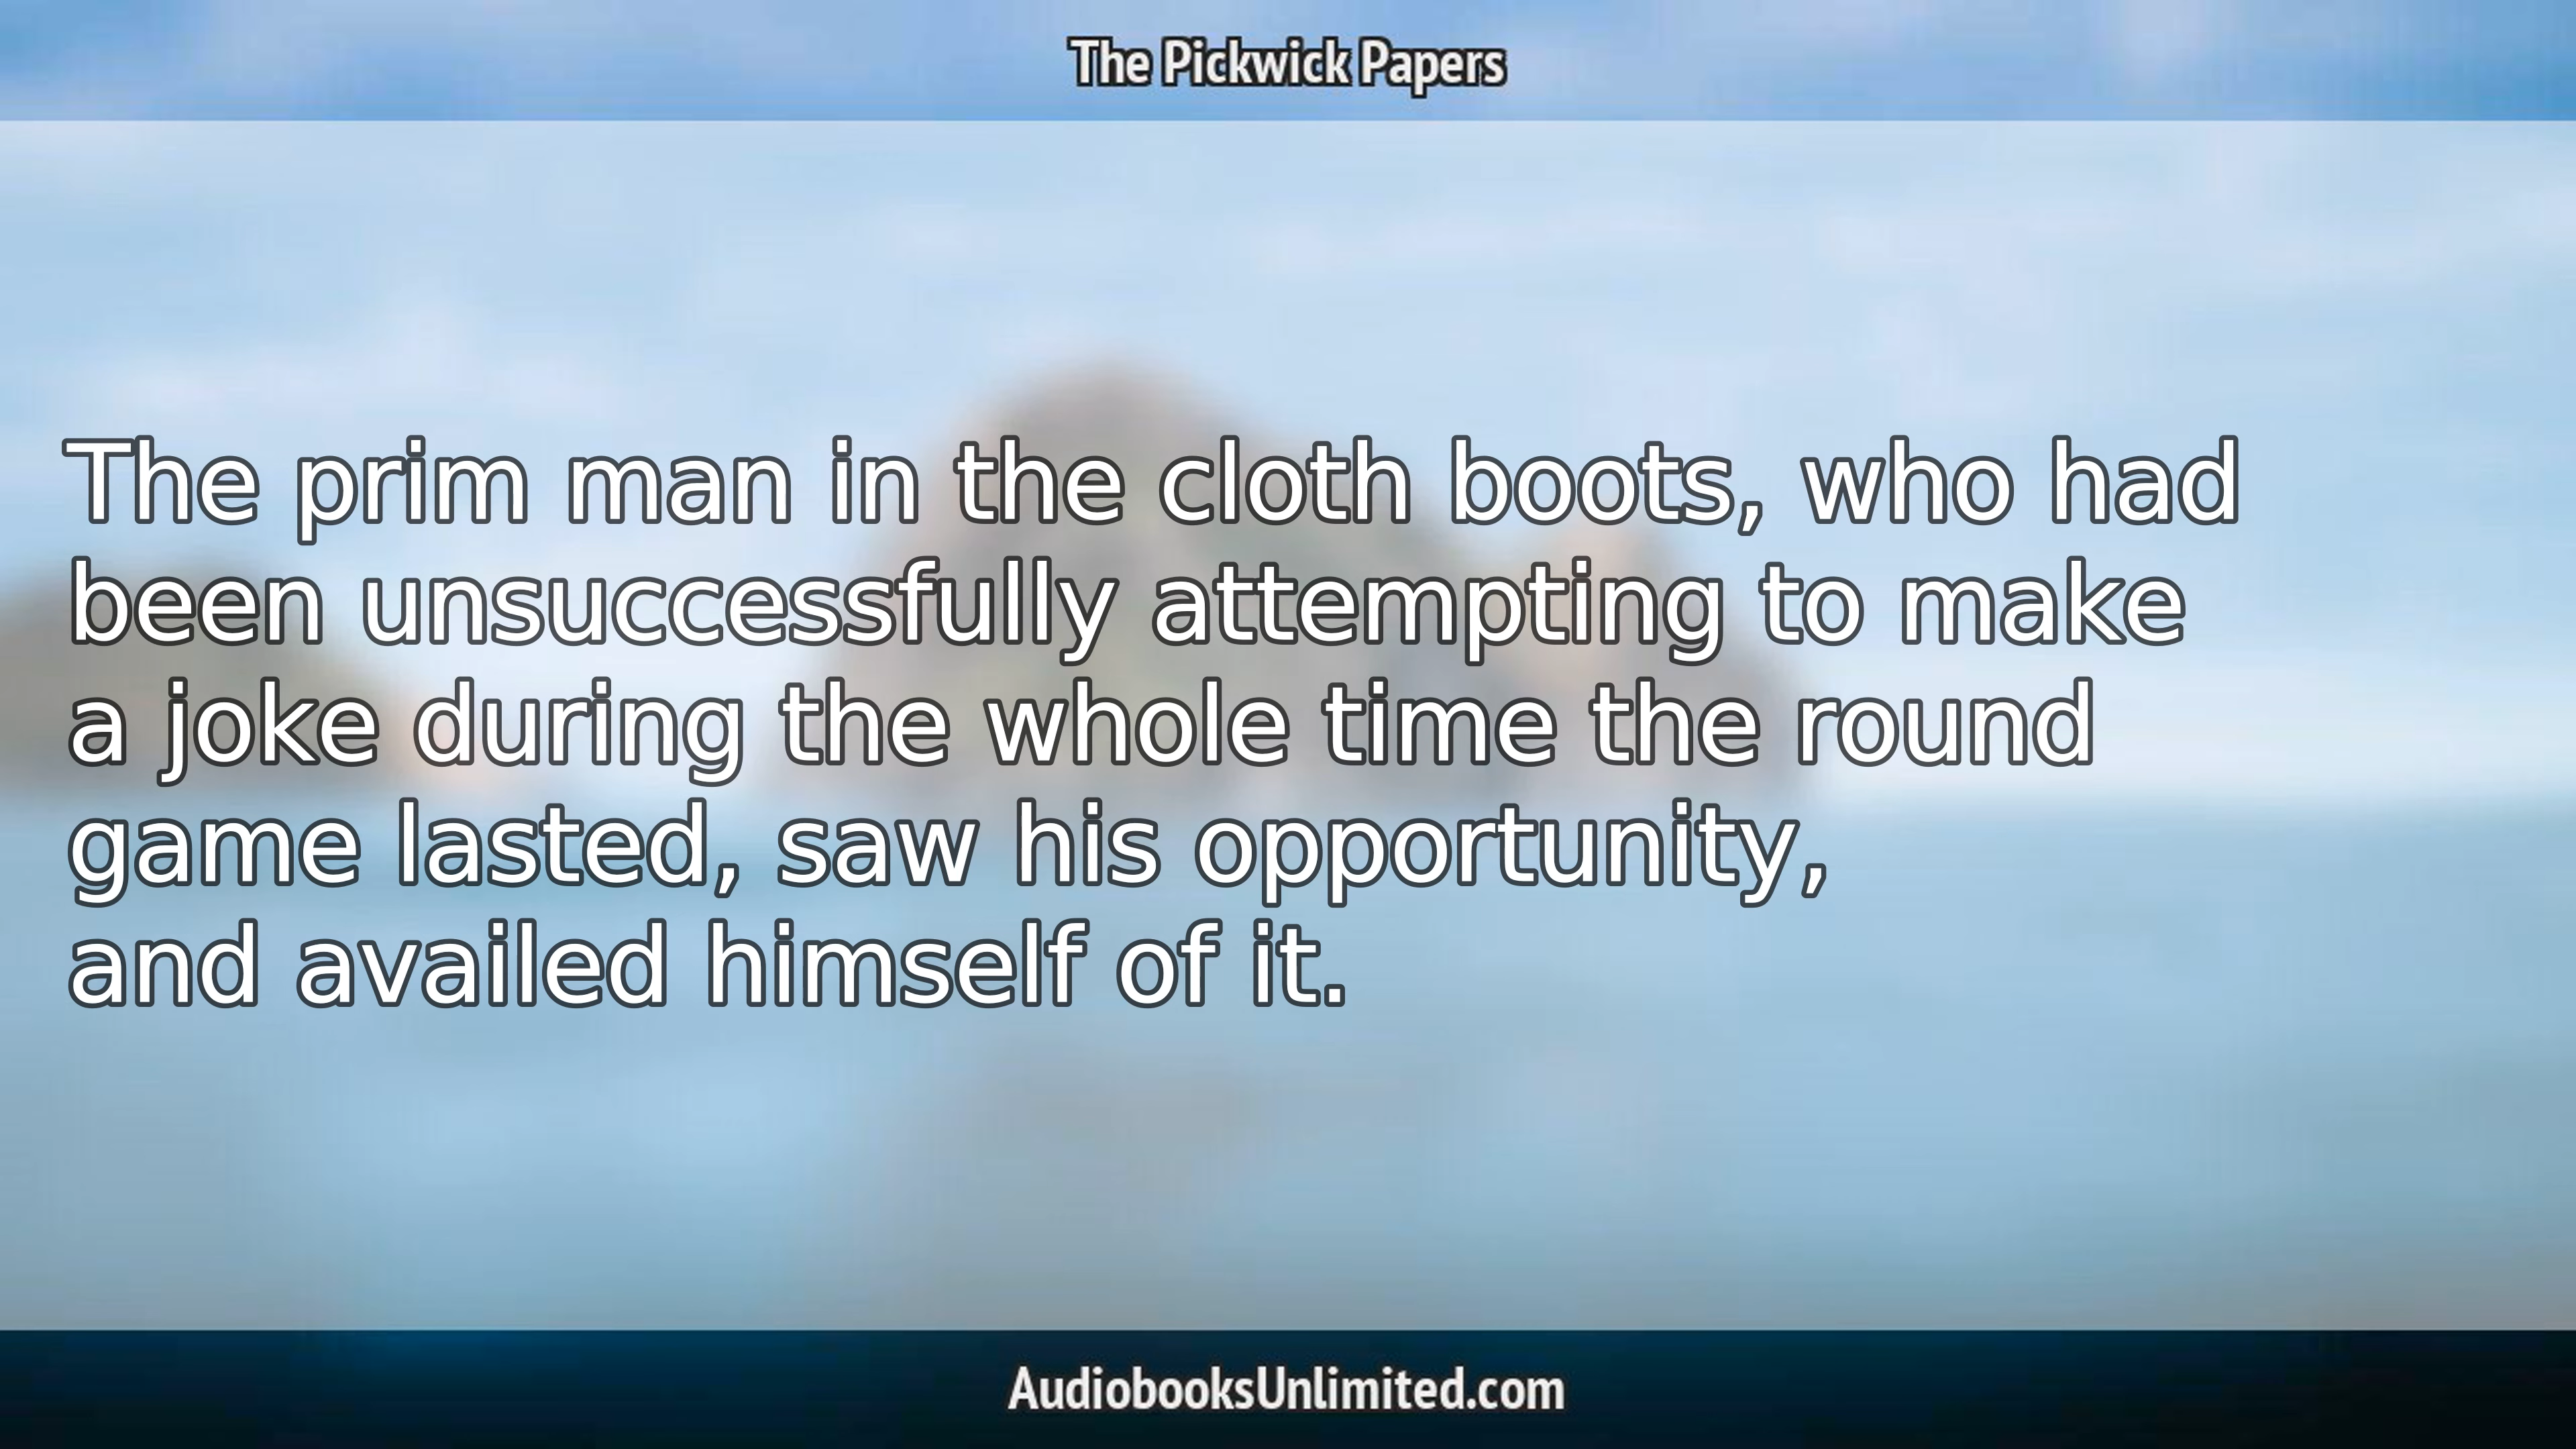 The Pickwick Papers
The prim man in the cloth boots, who had
been unsuccessfully attempting to make
a joke during the whole time the round
game lasted, saw his opportunity,
and availed himself of it.
AudiobooksUnlimited.com